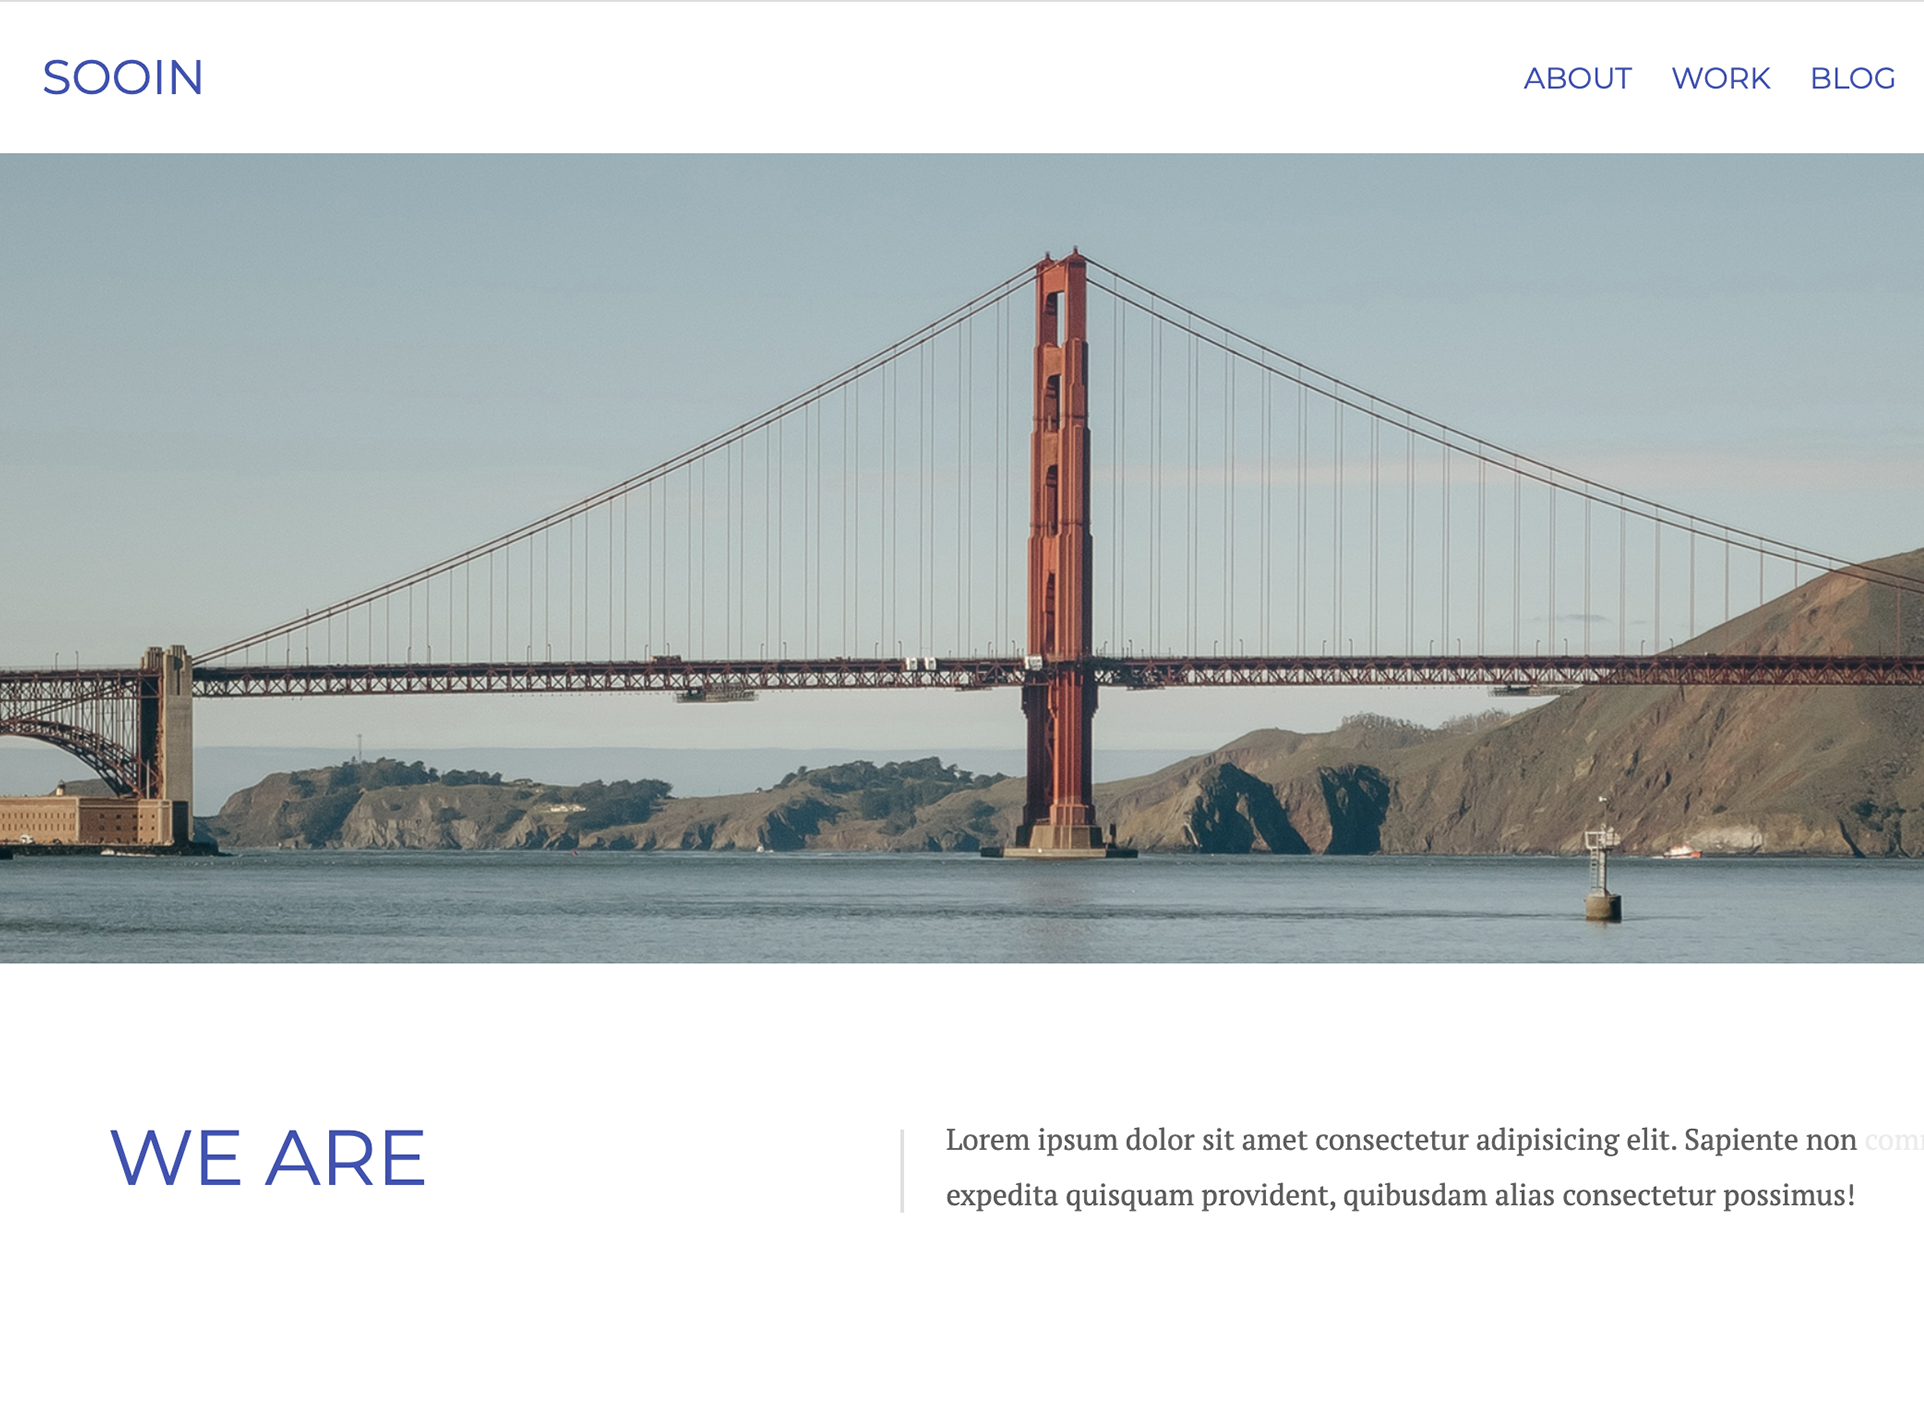 SOOIN
ABOUT WORK BLOG
WE ARE
Lorem ipsum dolor sit amet consectetur adipisicing elit. Sapiente non
expedita quisquam provident, quibusdam alias consectetur possimus!